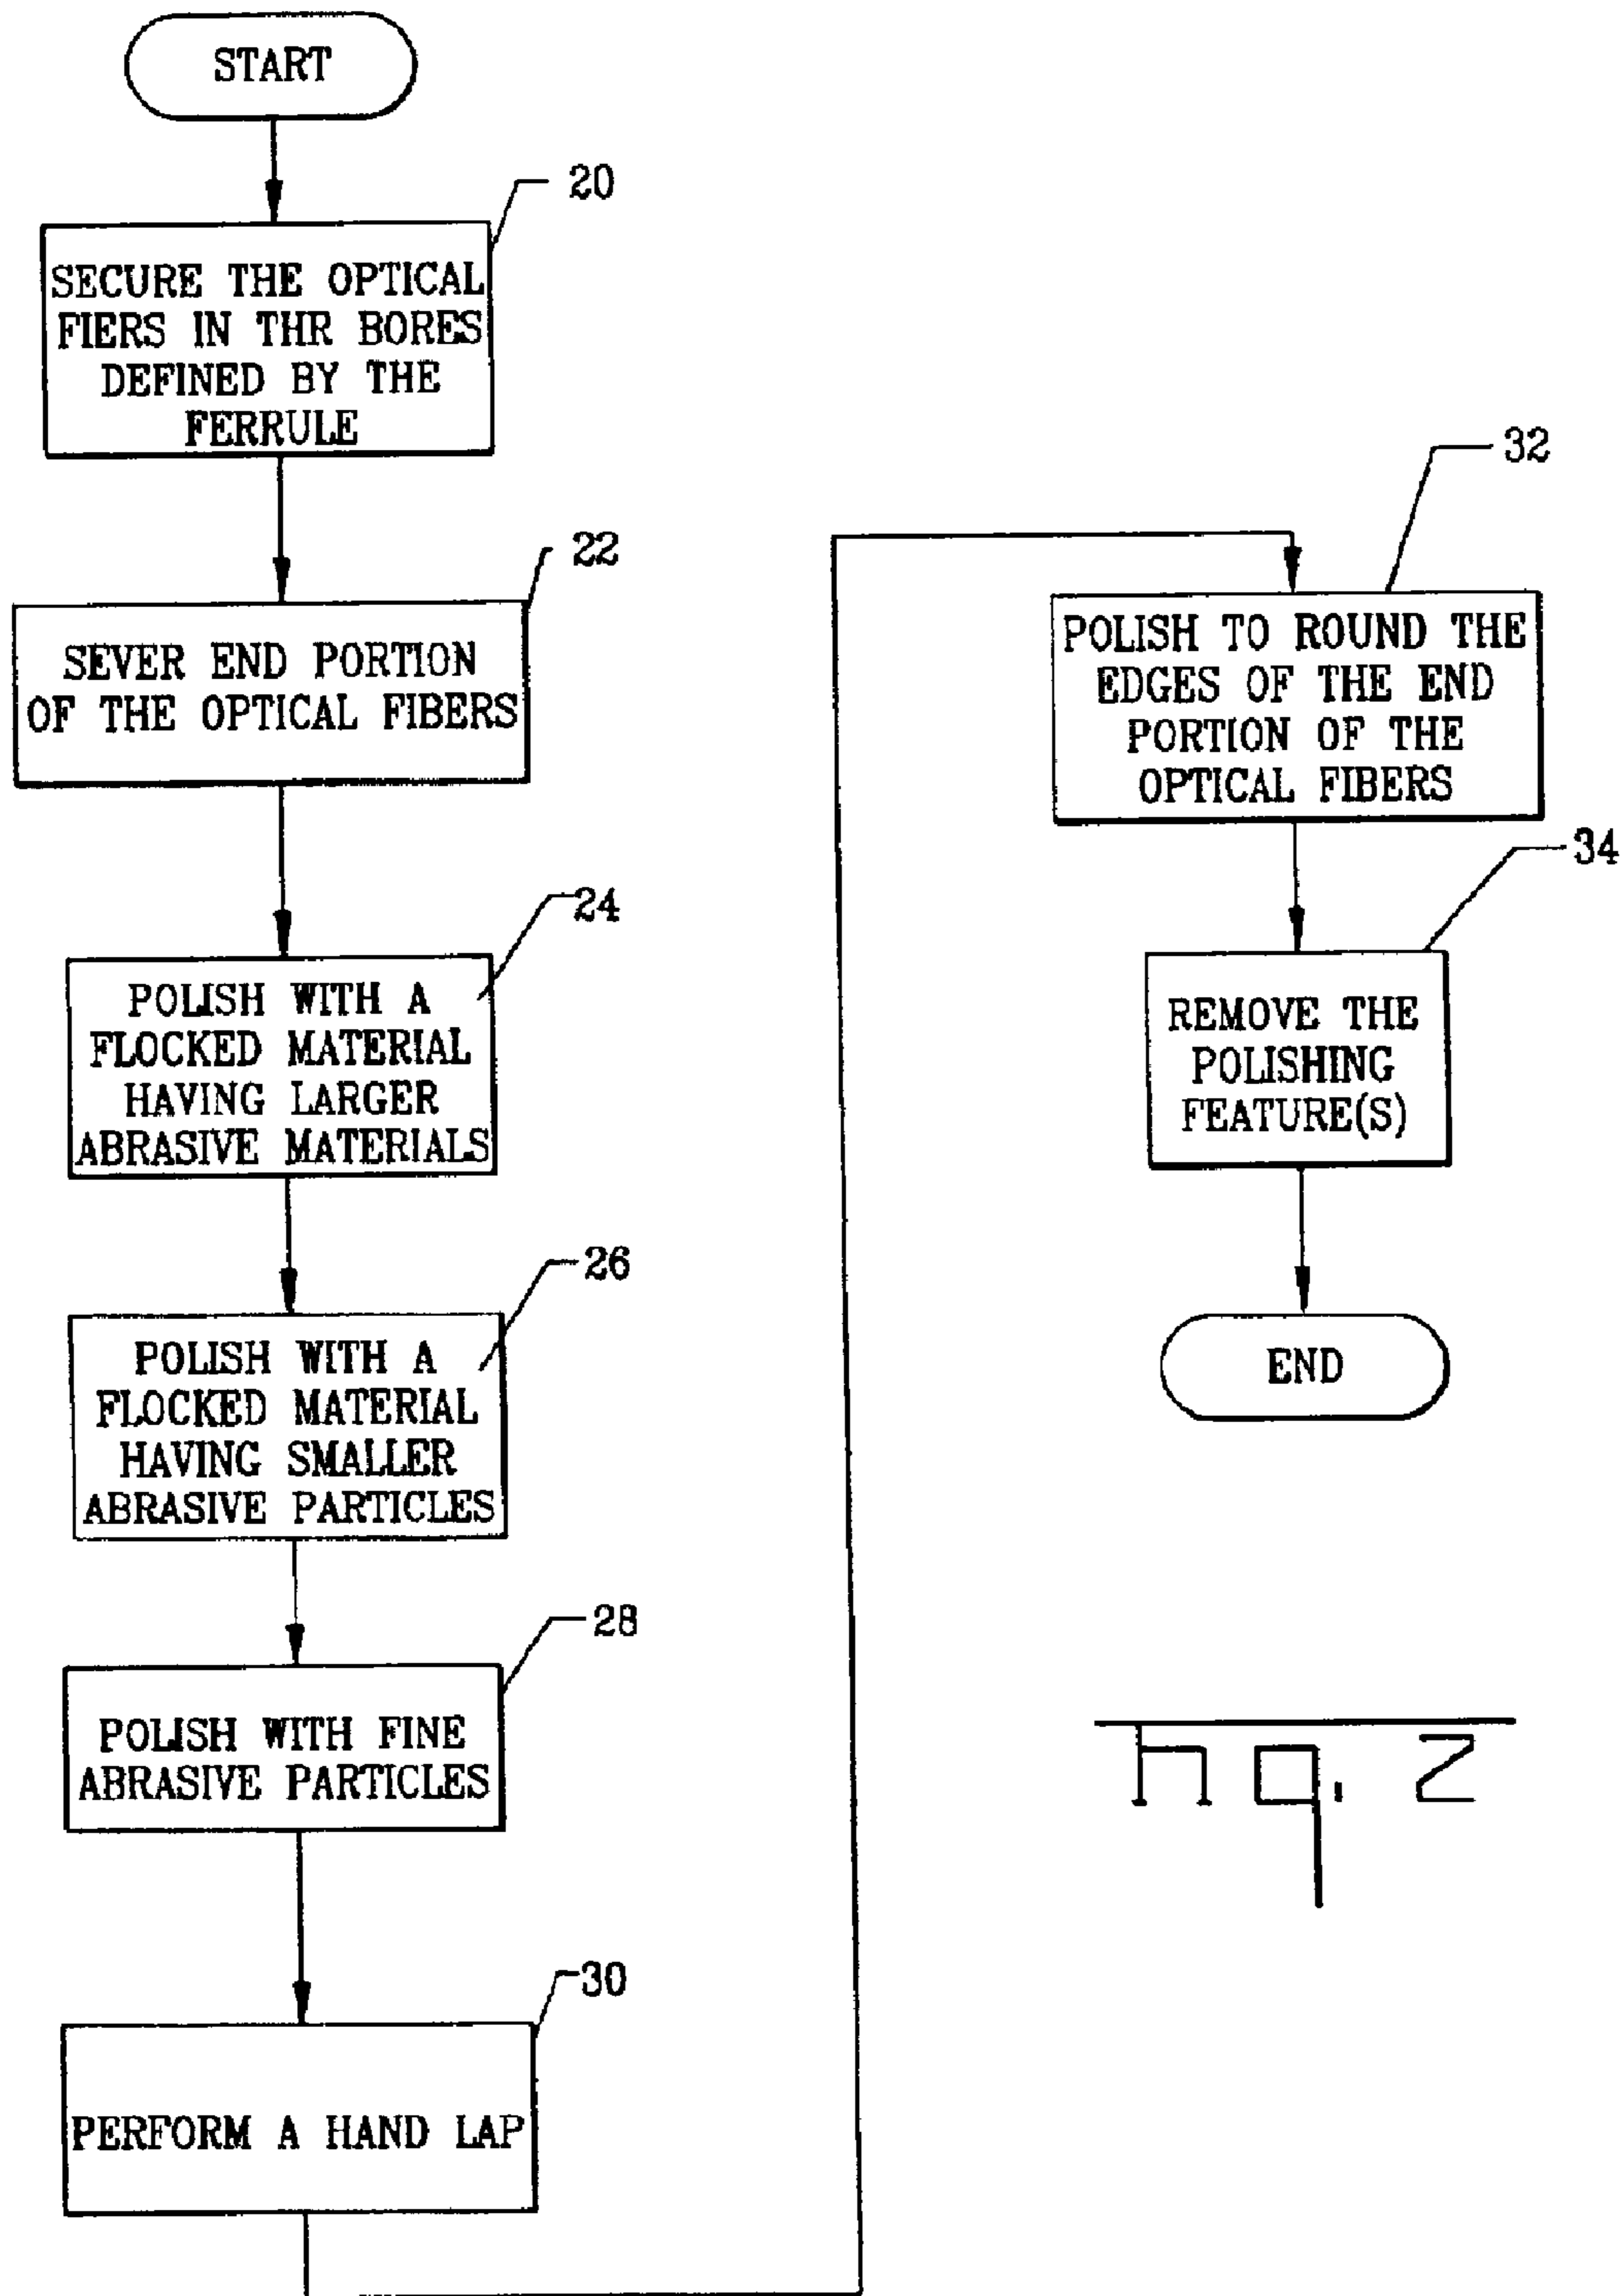 START
20
SECURE THE OPTICAL
FIERS IN THR BORES
DEFINED BY THE
FERRULE
22
SEVER END PORTION
OF THE OPTICAL FIBERS
24
POLISH WITH A
FLOCKED MATERIAL
HAVING LARGER
ABRASIVE MATERIALS
26
POLISH WITH A
FLOCKED MATERIAL
HAVING SMALLER
ABRASIVE PARTICLES
28
POLISH WITH FINE
ABRASIVE PARTICLES
30
PERFORM A HAND LAP
32
POLISH TO ROUND THE
EDGES OF THE END
PORTION OF THE
OPTICAL FIBERS
34
REMOVE THE
POLISHING
FEATURE(S)
END
2